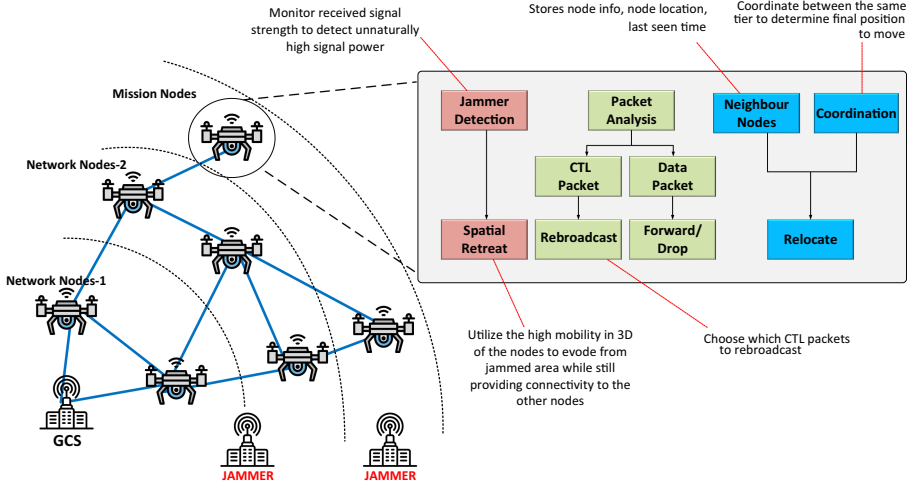 Monitor received signal
strength to detect unnaturally
high signal power
Stores node info, node location,
last seen time
Coordinate between the same
tier to determine final position
to move
Mission Nodes
Network Nodes-2
Network Nodes-1
GCS
JAMMER
JAMMER
Jammer
Detection
Packet
Analysis
Neighbour
Nodes
Coordination
CTL
Packet
Data
Packet
Spatial
Retreat
Rebroadcast
Forward/
Drop
Relocate
Utilize the high mobility in 3D
of the nodes to evode from
jammed area while still
providing connectivity to the
other nodes
Choose which CTL packets
to rebroadcast